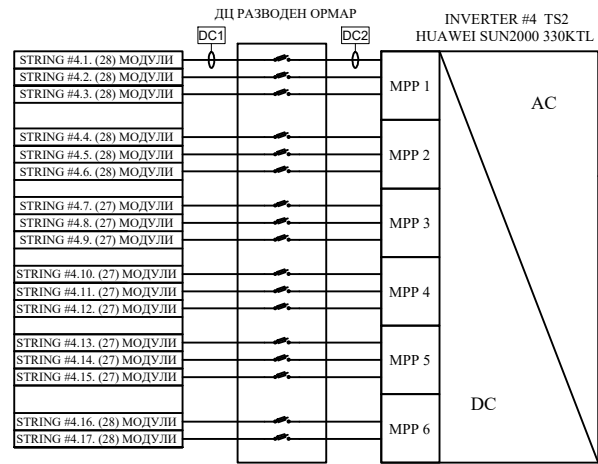 ДЦ РАЗВОДЕН ОРМАР
INVERTER #4 TS2
HUAWEI SUN2000 330KTL
DC1
DC2
STRING #4.1. (28) МОДУЛИ
STRING #4.2. (28) МОДУЛИ
STRING #4.3. (28) МОДУЛИ
MPP 1
AC
STRING #4.4. (28) МОДУЛИ
STRING #4.5. (28) МОДУЛИ
STRING #4.6. (28) МОДУЛИ
MPP 2
STRING #4.7. (27) МОДУЛИ
STRING #4.8. (27) МОДУЛИ
STRING #4.9. (27) МОДУЛИ
MPP 3
STRING #4.10. (27) МОДУЛИ
STRING #4.11. (27) МОДУЛИ
STRING #4.12. (27) МОДУЛИ
MPP 4
STRING #4.13. (27) МОДУЛИ
STRING #4.14. (27) МОДУЛИ
STRING #4.15. (27) МОДУЛИ
MPP 5
DC
STRING #4.16. (28) МОДУЛИ
STRING #4.17. (28) МОДУЛИ
MPP 6